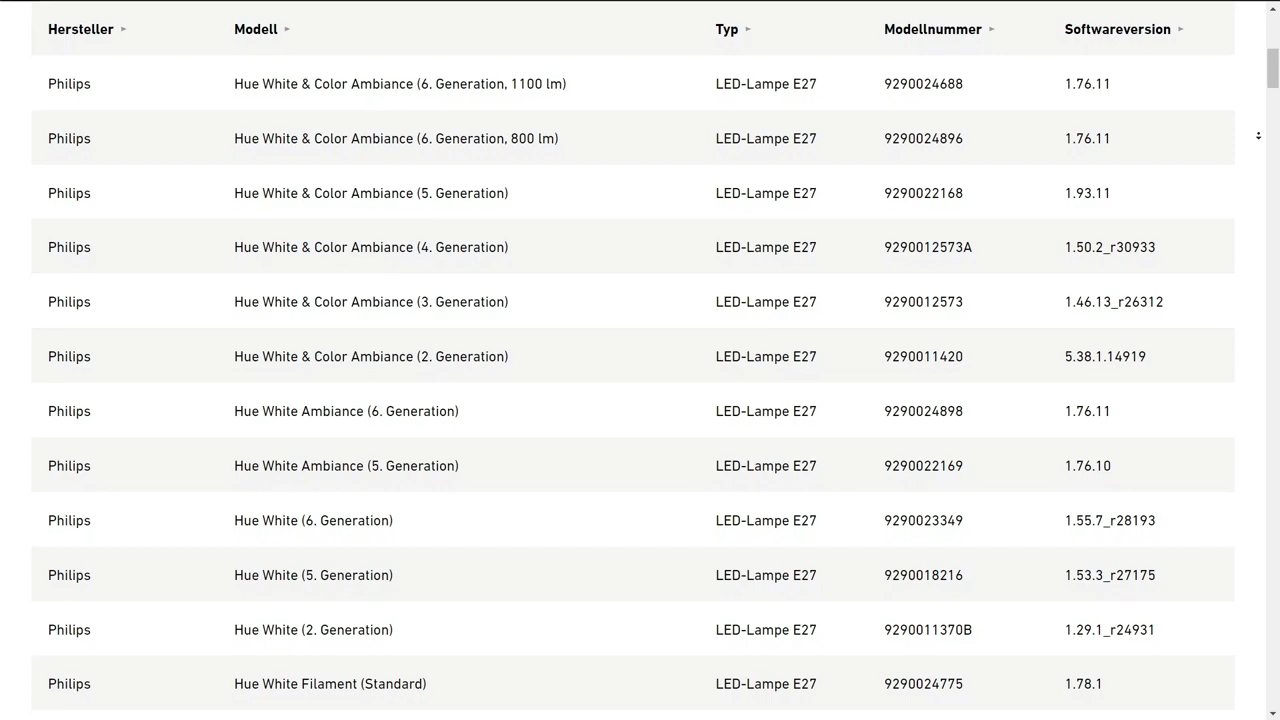 Hersteller Modell Typ Modellnummer Softwareversion
Philips Hue White & Color Ambiance (6. Generation, 1100 lm) LED-Lampe E27 9290024688 1.76.11
Philips Hue White & Color Ambiance (6. Generation, 800 lm) LED-Lampe E27 9290024896 1.76.11
Philips Hue White & Color Ambiance (5. Generation) LED-Lampe E27 9290022168 1.93.11
Philips Hue White & Color Ambiance (4. Generation) LED-Lampe E27 9290012573A 1.50.2_r30933
Philips Hue White & Color Ambiance (3. Generation) LED-Lampe E27 9290012573 1.46.13_r26312
Philips Hue White & Color Ambiance (2. Generation) LED-Lampe E27 9290011420 5.38.1.14919
Philips Hue White Ambiance (6. Generation) LED-Lampe E27 9290024898 1.76.11
Philips Hue White Ambiance (5. Generation) LED-Lampe E27 9290022169 1.76.10
Philips Hue White (6. Generation) LED-Lampe E27 9290023349 1.55.7_r28193
Philips Hue White (5. Generation) LED-Lampe E27 9290018216 1.53.3_r27175
Philips Hue White (2. Generation) LED-Lampe E27 9290011370B 1.29.1_r24931
Philips Hue White Filament (Standard) LED-Lampe E27 9290024775 1.78.1